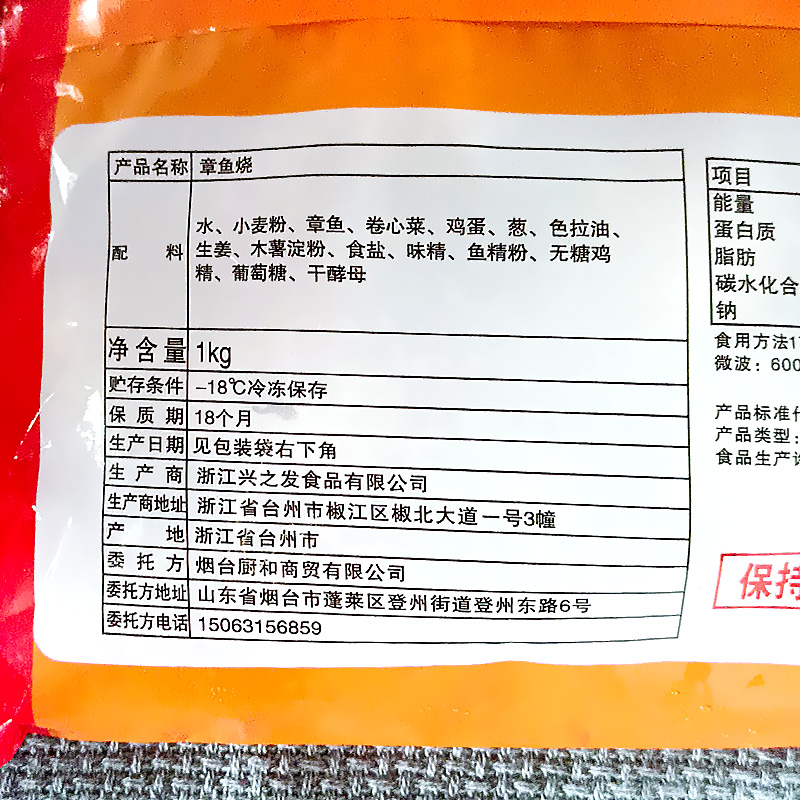 产品名称 章鱼烧
配 料 水、小麦粉、章鱼、卷心菜、鸡蛋、葱、色拉油、
生姜、木薯淀粉、食盐、味精、鱼精粉、无糖鸡
精、葡萄糖、干酵母
净含量 1kg
贮存条件 -18℃冷冻保存
保质期 18个月
生产日期 见包装袋右下角
生产商 浙江兴之发食品有限公司
生产商地址 浙江省台州市椒江区椒北大道一号3幢
产 地 浙江省台州市
委托方 烟台厨和商贸有限公司
委托方地址 山东省烟台市蓬莱区登州街道登州东路6号
委托方电话 15063156859
项目
能量
蛋白质
脂肪
碳水化合
钠
食用方法1
微波：600
产品标准
产品类型：
食品生产
保持